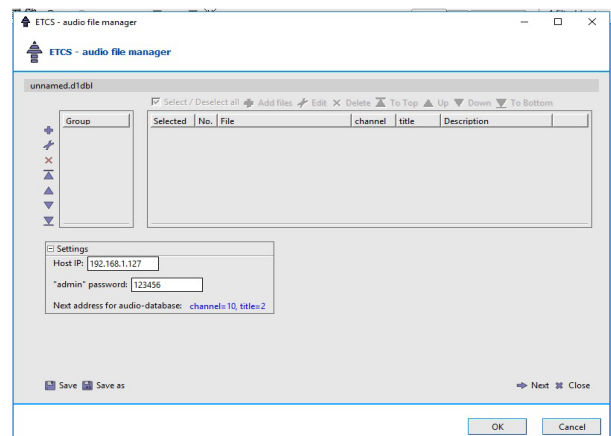 ETCS - audio file manager
ETCS - audio file manager
unnamed.d1dbl
Select / Deselect all Add files Edit Delete To Top Up Down To Bottom
Group Selected No. File channel title Description
Settings
Host IP: 192.168.1.127
"admin" password: 123456
Next address for audio-database: channel=10, title=2
Save Save as Next Close
OK Cancel